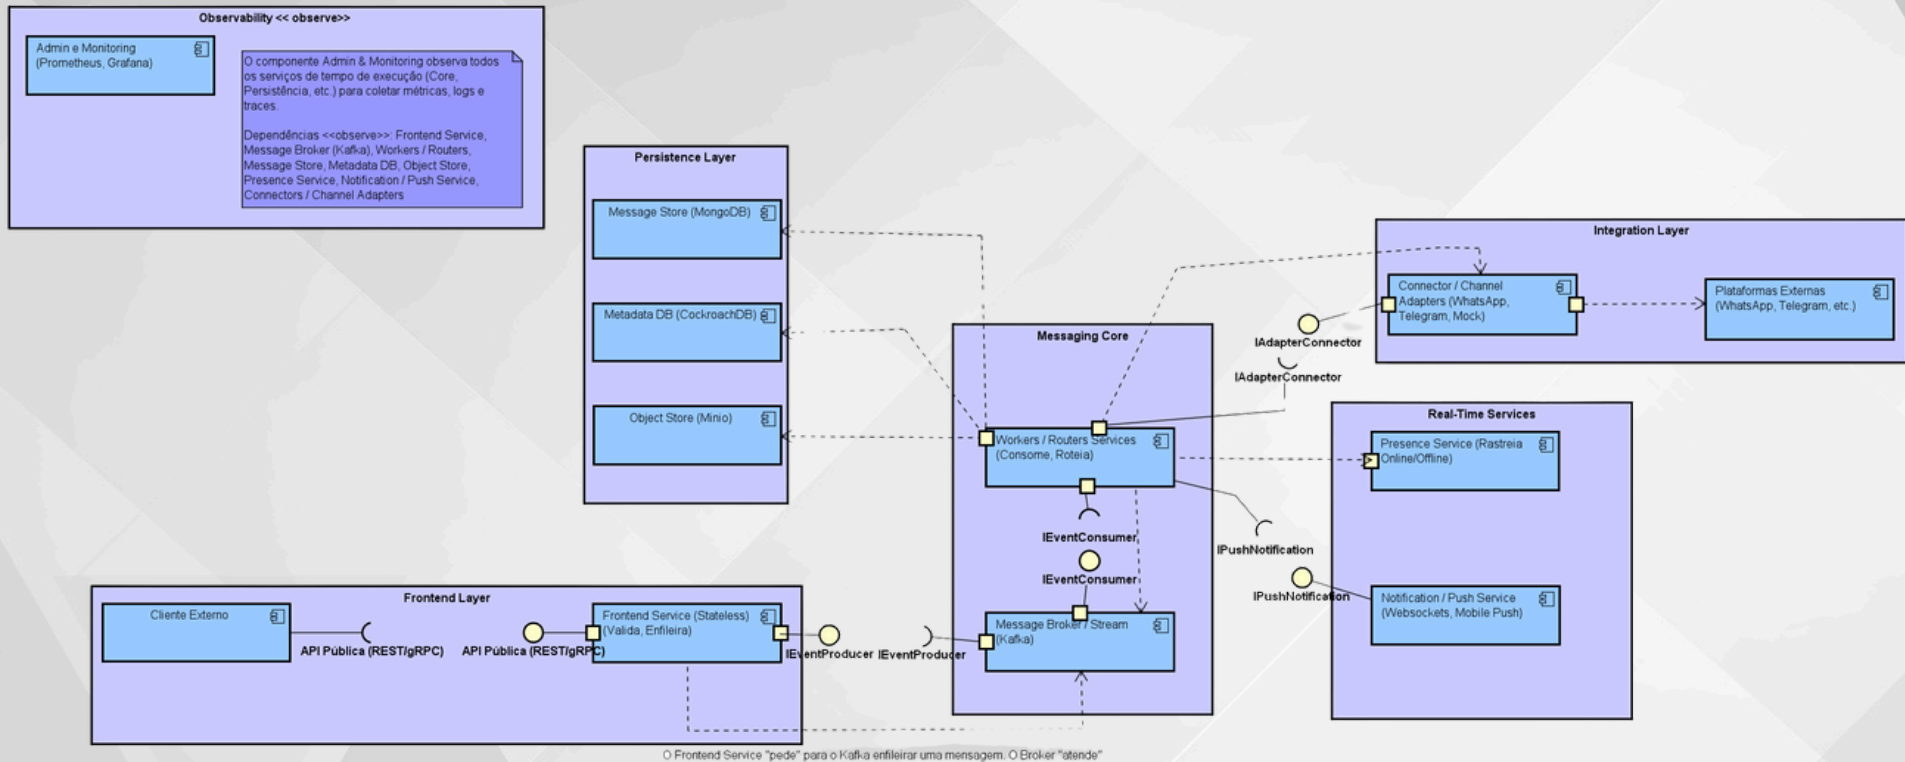 Observability << observe>>
Admin e Monitoring
(Prometheus, Grafana)
O componente Admin & Monitoring observa todos
os serviços de tempo de execução (Core,
Persistência, etc.) para coletar métricas, logs e
traces.
Dependências <<observe>>: Frontend Service,
Message Broker (Kafka), Workers / Routers,
Message Store, Metadata DB, Object Store,
Presence Service, Notification / Push Service,
Connectors / Channel Adapters
Persistence Layer
Message Store (MongoDB)
Metadata DB (CockroachDB)
Object Store (Minio)
Integration Layer
Connector / Channel
Adapters (WhatsApp,
Telegram, Mock)
Plataformas Externas
(WhatsApp, Telegram, etc.)
IAdapterConnector
IAdapterConnector
Messaging Core
Workers / Routers Services
(Consome, Roteia)
IEventConsumer
IEventConsumer
Message Broker / Stream
(Kafka)
Real-Time Services
Presence Service (Rastreia
Online/Offline)
IPushNotification
IPushNotification
Notification / Push Service
(Websockets, Mobile Push)
Frontend Layer
Cliente Externo
API Pública (REST/gRPC)
API Pública (REST/gRPC)
Frontend Service (Stateless)
(Valida, Enfileira)
IEventProducer
IEventProducer
O Frontend Service "pede" para o Kafka enfileirar uma mensagem. O Broker "atende"